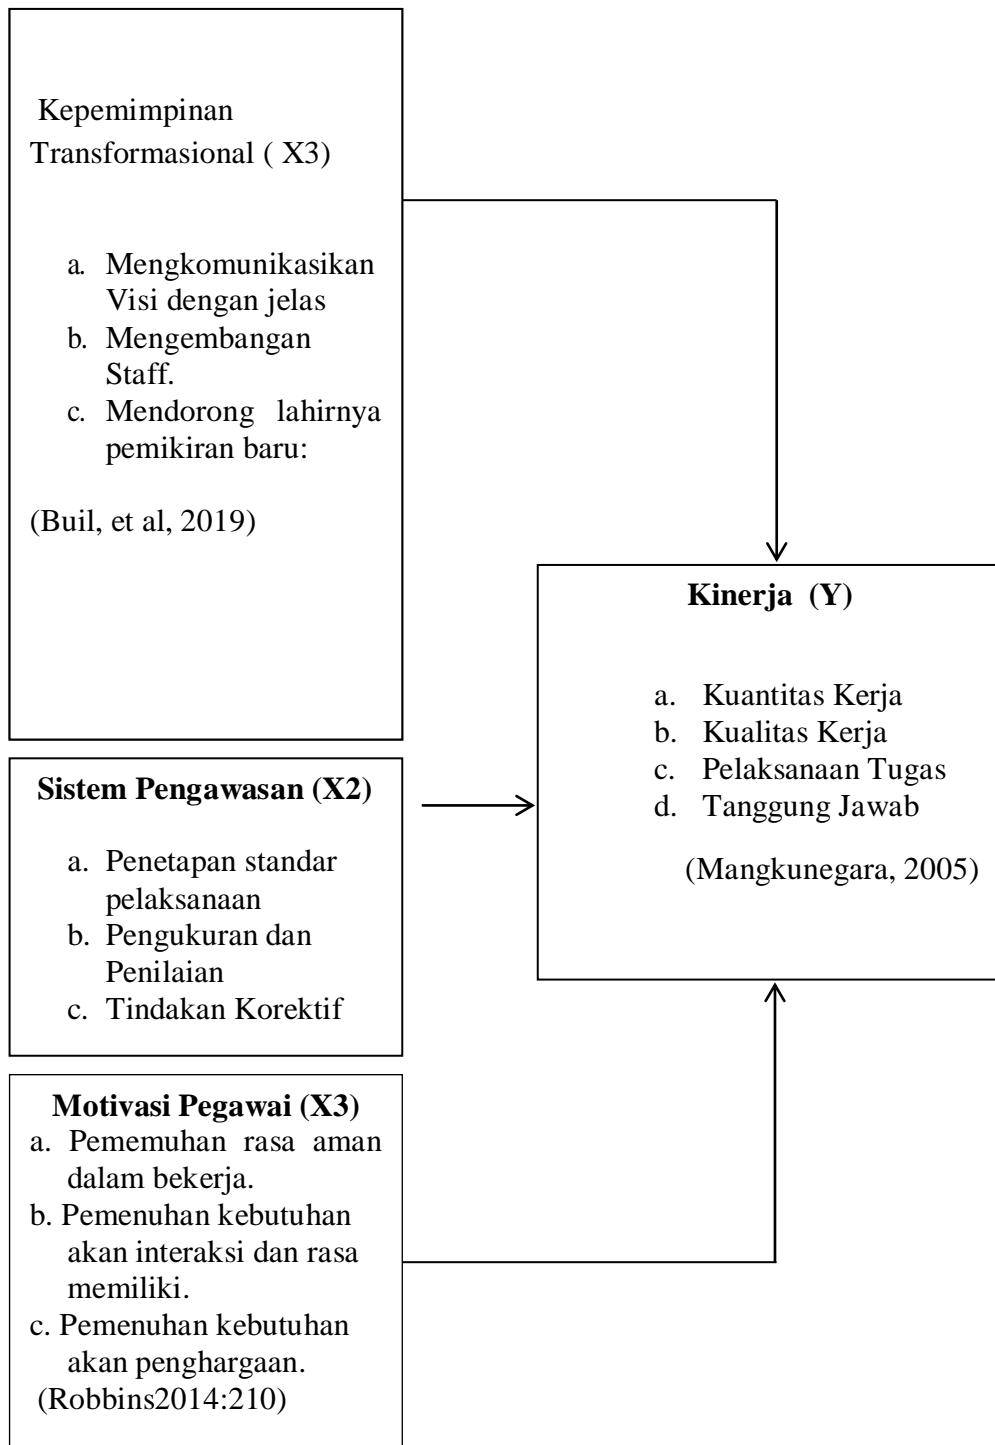 Kepemimpinan
Transformasional ( X3)
a. Mengkomunikasikan
Visi dengan jelas
b. Mengembangan
Staff.
c. Mendorong lahirnya
pemikiran baru:
(Buil, et al, 2019)
Sistem Pengawasan (X2)
a. Penetapan standar
pelaksanaan
b. Pengukuran dan
Penilaian
c. Tindakan Korektif
Motivasi Pegawai (X3)
a. Pememuhan rasa aman
dalam bekerja.
b. Pemenuhan kebutuhan
akan interaksi dan rasa
memiliki.
c. Pemenuhan kebutuhan
akan penghargaan.
(Robbins2014:210)
Kinerja (Y)
a. Kuantitas Kerja
b. Kualitas Kerja
c. Pelaksanaan Tugas
d. Tanggung Jawab
(Mangkunegara, 2005)